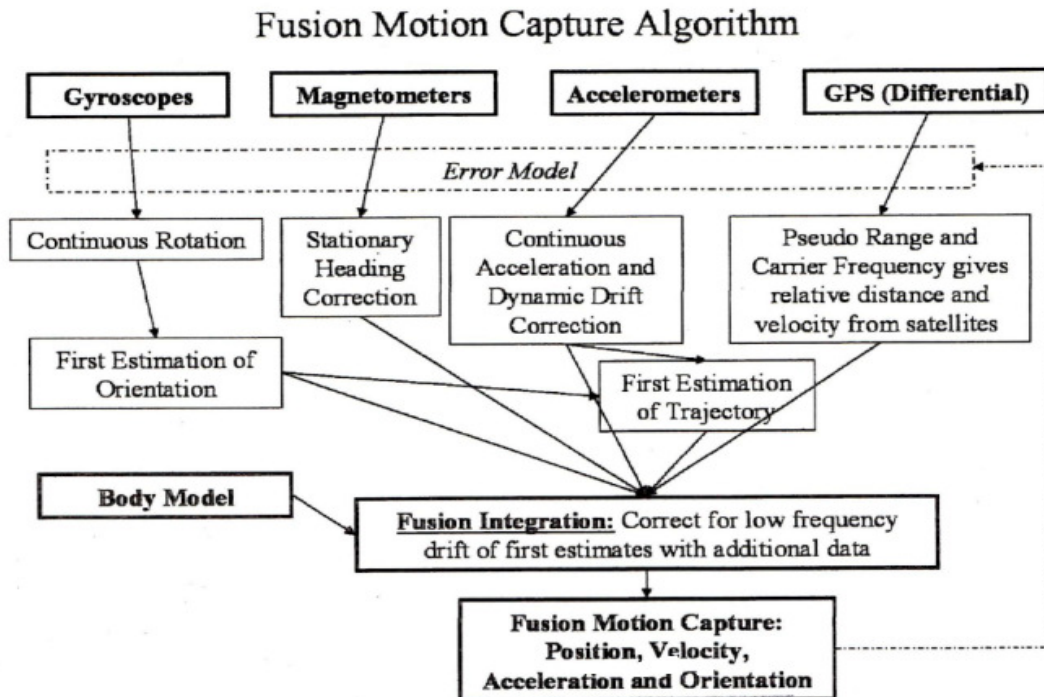 Fusion Motion Capture Algorithm
Gyroscopes
Magnetometers
Accelerometers
GPS (Differential)
Error Model
Continuous Rotation
Stationary
Heading
Correction
Continuous
Acceleration and
Dynamic Drift
Correction
Pseudo Range and
Carrier Frequency gives
relative distance and
velocity from satellites
First Estimation of
Orientation
First Estimation
of Trajectory
Body Model
Fusion Integration: Correct for low frequency
drift of first estimates with additional data
Fusion Motion Capture:
Position, Velocity,
Acceleration and Orientation